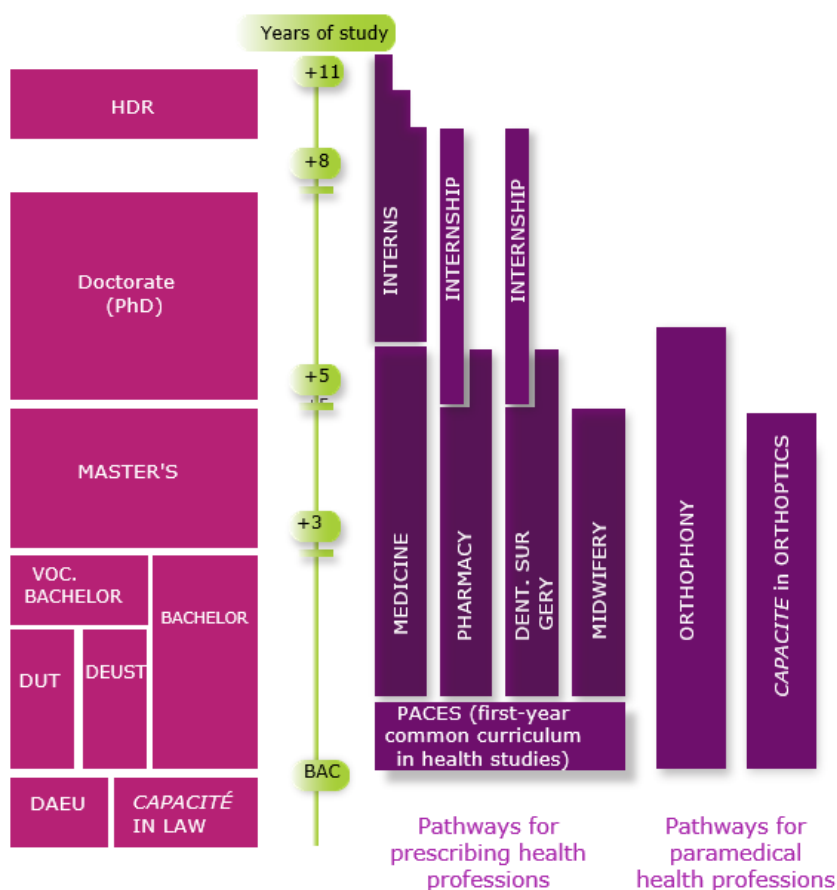 Years of study
+11
HDR
+8
Doctorate
(PhD)
+5
MASTER'S
+3
VOC.
BACHELOR
BACHELOR
DUT
DEUST
BAC
DAEU
CAPACITÉ
IN LAW
INTERNS
INTERNSHIP
INTERNSHIP
MEDICINE
PHARMACY
DENT. SUR
GERY
MIDWIFERY
PACES (first-year
common curriculum
in health studies)
ORTHOPHONY
CAPACITE in ORTHOPTICS
Pathways for
prescribing health
professions
Pathways for
paramedical
health professions